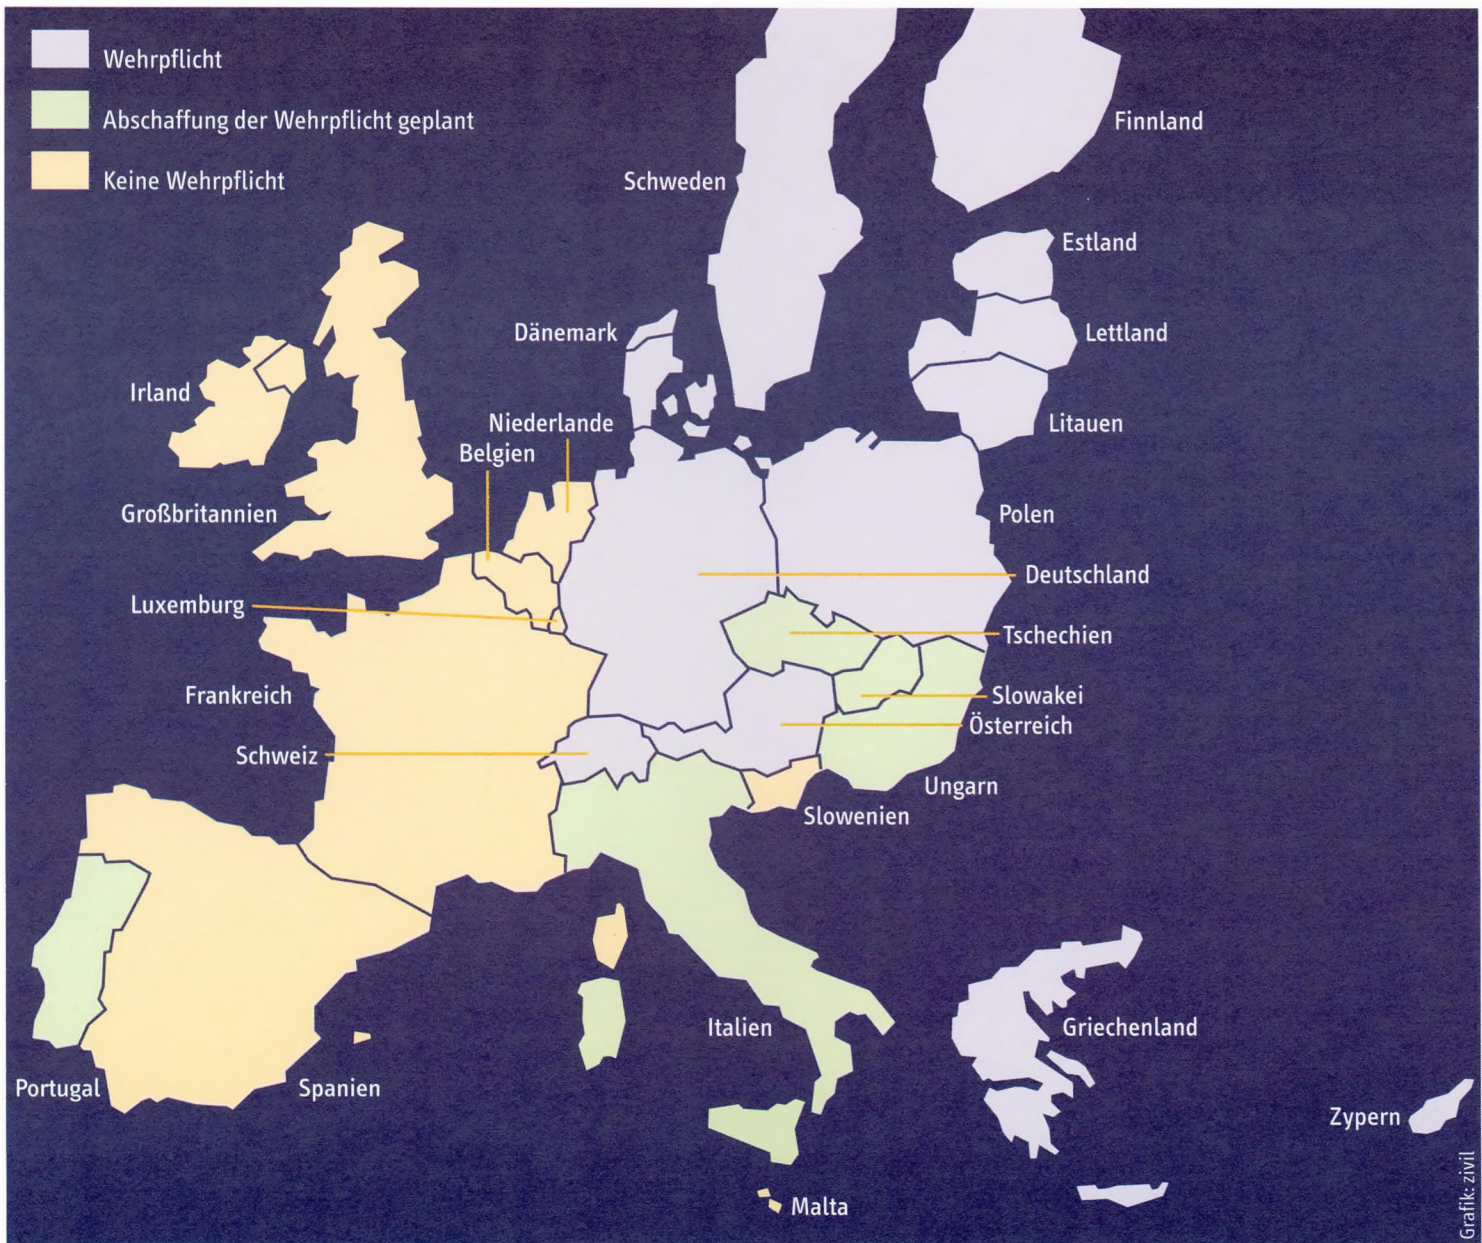 Wehrpflicht
Abschaffung der Wehrpflicht geplant
Keine Wehrpflicht
Finnland
Schweden
Estland
Dänemark
Lettland
Irland
Niederlande
Litauen
Belgien
Großbritannien
Polen
Deutschland
Luxemburg
Tschechien
Frankreich
Slowakei
Österreich
Schweiz
Ungarn
Slowenien
Italien
Griechenland
Portugal
Spanien
Zypern
Malta
Grafik: zivil